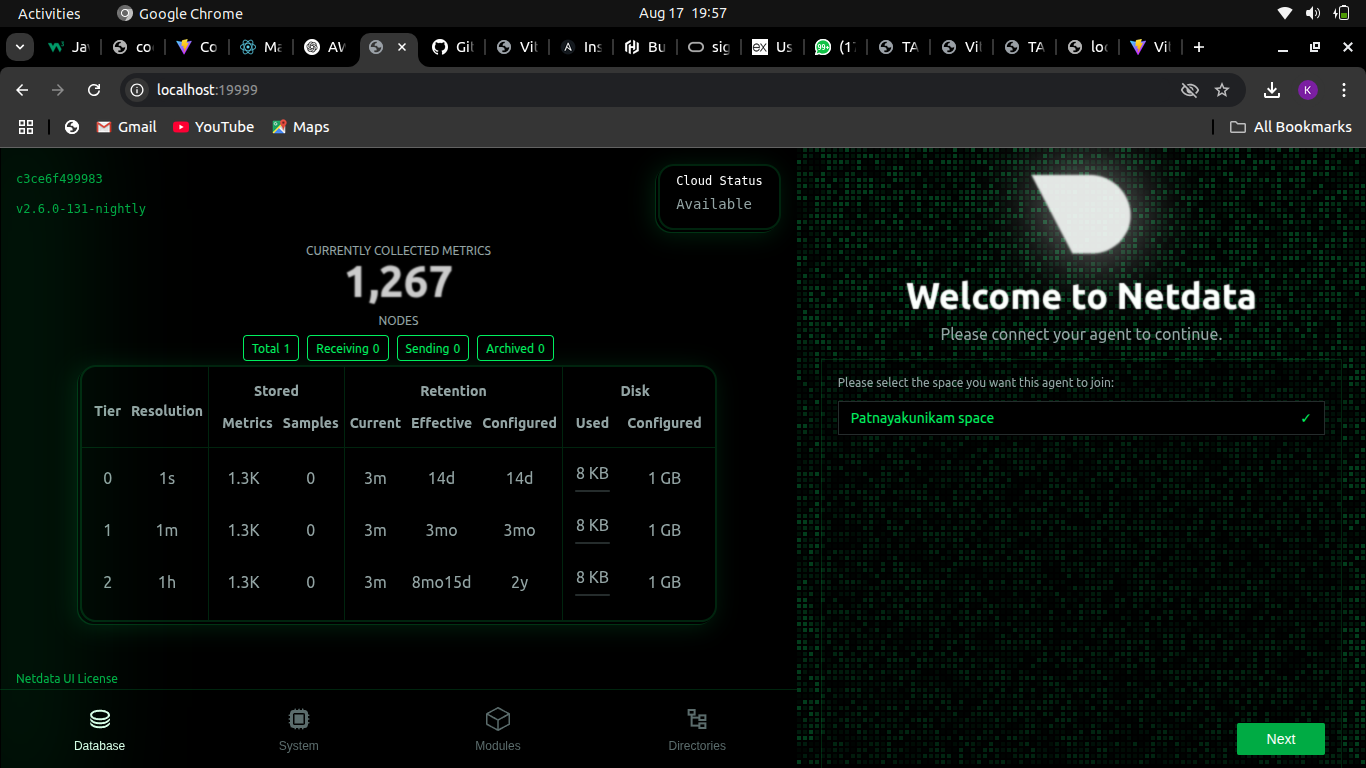 Activities Google Chrome Aug 17 19:57
Ja co Co Ma AV Git Vit Ins Bu sig ex Us 99+ (1 TA Vi TA loc Vit
localhost:19999 K
Gmail YouTube Maps All Bookmarks
c3ce6f499983
v2.6.0-131-nightly
Cloud Status
Available
CURRENTLY COLLECTED METRICS
1,267
NODES
Total 1 Receiving 0 Sending 0 Archived 0
Stored Retention Disk
Tier Resolution
Metrics Samples Current Effective Configured Used Configured
0 1s 1.3K 0 3m 14d 14d 8 KB 1 GB
1 1m 1.3K 0 3m 3mo 3mo 8 KB 1 GB
2 1h 1.3K 0 3m 8mo15d 2y 8 KB 1 GB
Netdata UI License
Database System Modules Directories
Welcome to Netdata
Please connect your agent to continue.
Please select the space you want this agent to join:
Patnayakunikam space ✓
Next